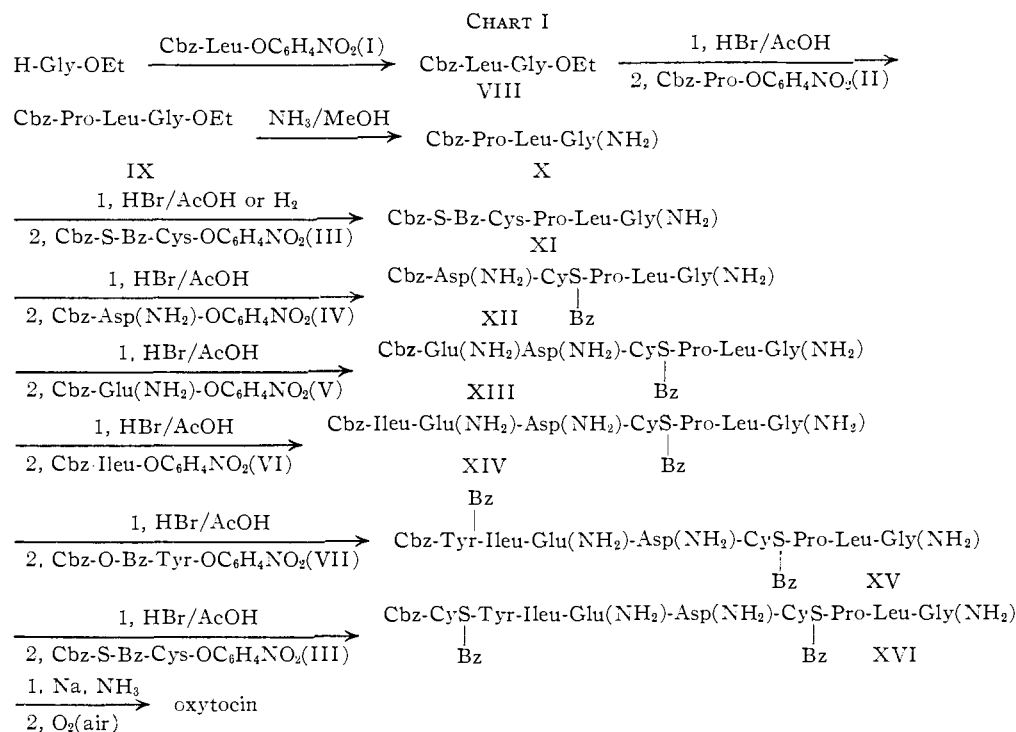 CHART I
H-Gly-OEt
Cbz-Leu-OC₆H₄NO₂(I)
Cbz-Leu-Gly-OEt
VIII
1, HBr/AcOH
2, Cbz-Pro-OC₆H₄NO₂(II)
Cbz-Pro-Leu-Gly-OEt
IX
NH₃/MeOH
Cbz-Pro-Leu-Gly(NH₂)
X
1, HBr/AcOH or H₂
2, Cbz-S-Bz-Cys-OC₆H₄NO₂(III)
Cbz-S-Bz-Cys-Pro-Leu-Gly(NH₂)
XI
1, HBr/AcOH
2, Cbz-Asp(NH₂)-OC₆H₄NO₂(IV)
Cbz-Asp(NH₂)-CyS-Pro-Leu-Gly(NH₂)
XII
Bz
1, HBr/AcOH
2, Cbz-Glu(NH₂)-OC₆H₄NO₂(V)
Cbz-Glu(NH₂)Asp(NH₂)-CyS-Pro-Leu-Gly(NH₂)
XIII
Bz
1, HBr/AcOH
2, Cbz-Ileu-OC₆H₄NO₂(VI)
Cbz-Ileu-Glu(NH₂)-Asp(NH₂)-CyS-Pro-Leu-Gly(NH₂)
XIV
Bz
1, HBr/AcOH
2, Cbz-O-Bz-Tyr-OC₆H₄NO₂(VII)
Bz
Cbz-Tyr-Ileu-Glu(NH₂)-Asp(NH₂)-CyS-Pro-Leu-Gly(NH₂)
Bz XV
1, HBr/AcOH
2, Cbz-S-Bz-Cys-OC₆H₄NO₂(III)
Cbz-CyS-Tyr-Ileu-Glu(NH₂)-Asp(NH₂)-CyS-Pro-Leu-Gly(NH₂)
Bz Bz XVI
1, Na, NH₃
2, O₂(air)
oxytocin